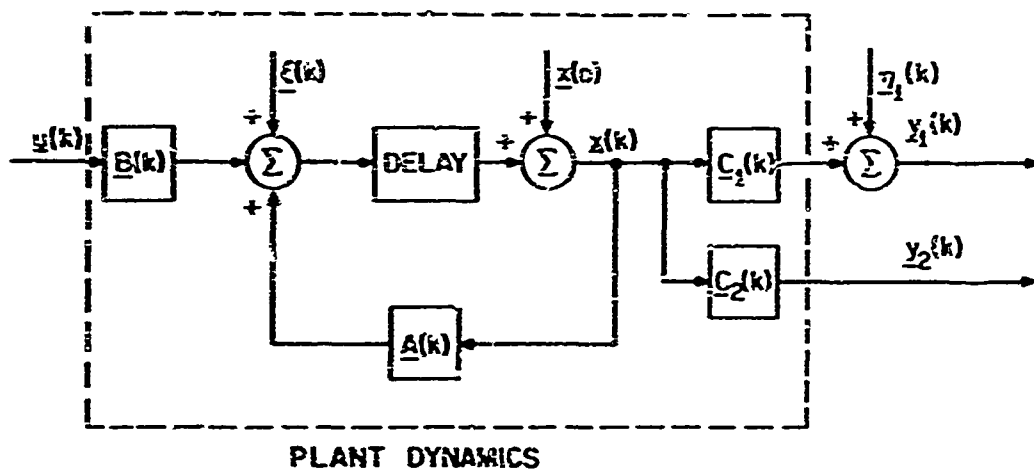 ξ(k)
x(0)
η₁(k)
u(k)
B(k)
Σ
DELAY
Σ
x(k)
C₁(k)
Σ
y₁(k)
C₂(k)
y₂(k)
A(k)
PLANT DYNAMICS